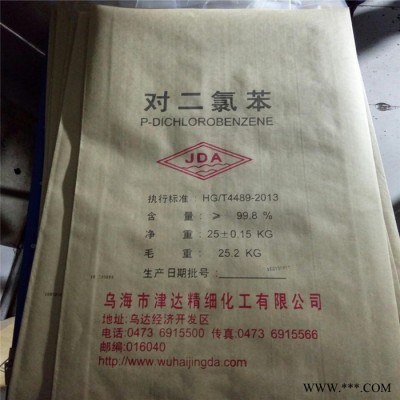 对二氯苯
P-DICHLOROBENZENE
JDA
执行标准: HG/T4489-2013
含 量: ≥ 99.8 %
净 重: 25±0.15 KG
毛 重: 25.2 KG
生产日期批号:
乌海市津达精细化工有限公司
地址:乌达经济开发区
电话:0473 6915500 传真:0473 6915566
邮编:016040
http://www.wuhaijingda.com
www.***.com